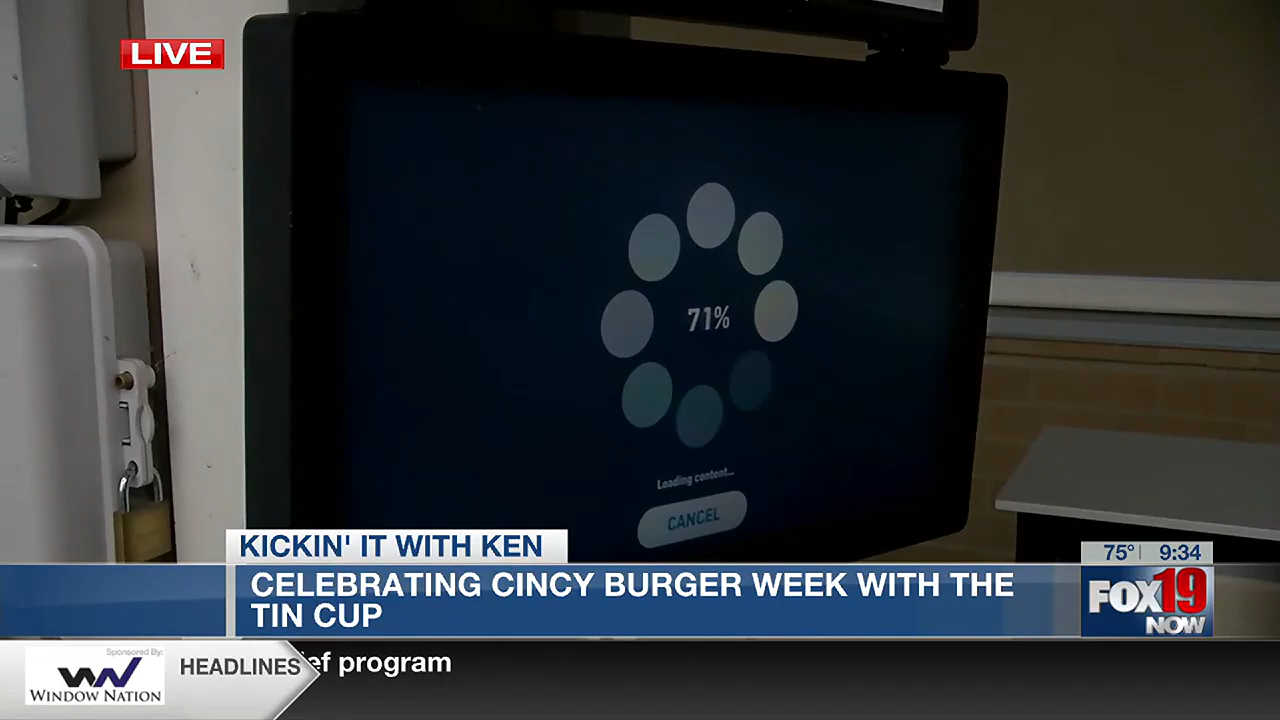 LIVE
71%
Loading content...
CANCEL
KICKIN' IT WITH KEN
CELEBRATING CINCY BURGER WEEK WITH THE
TIN CUP
75° 9:34
FOX19
NOW
Sponsored By:
WINDOW NATION
HEADLINES
ef program